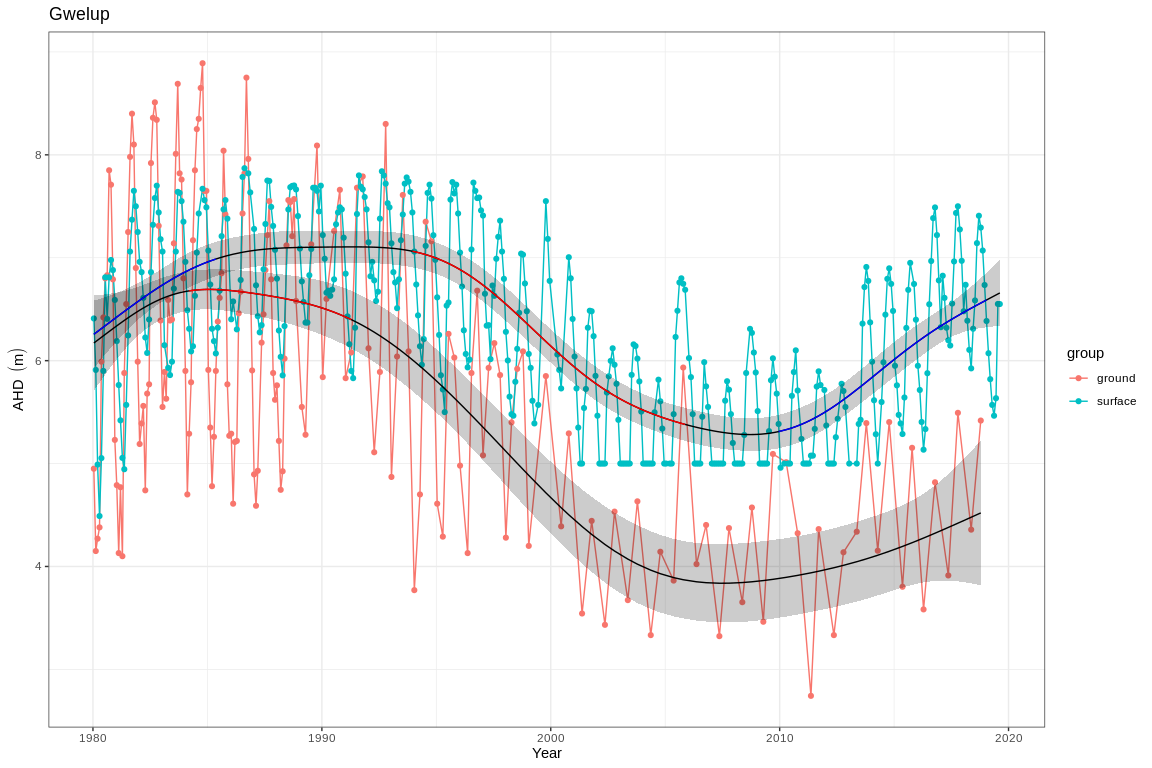 Gwelup
AHD (m)
8
6
4
1980 1990 2000 2010 2020
Year
group
ground
surface